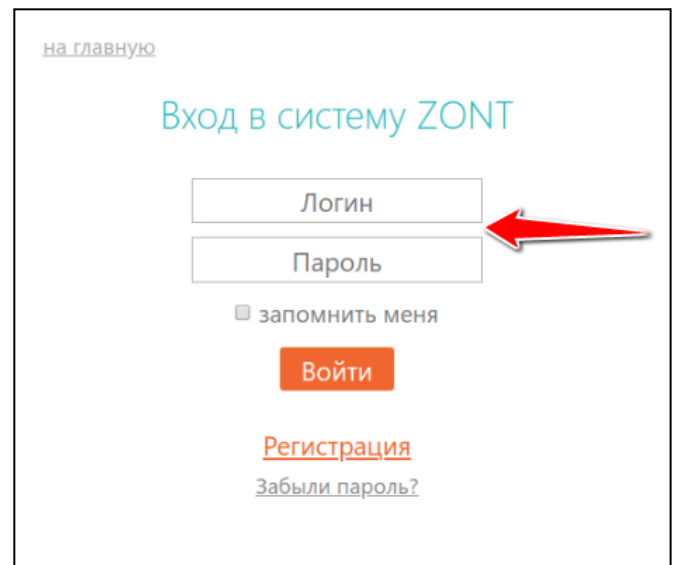 на главную
Вход в систему ZONT
Логин
Пароль
запомнить меня
Войти
Регистрация
Забыли пароль?